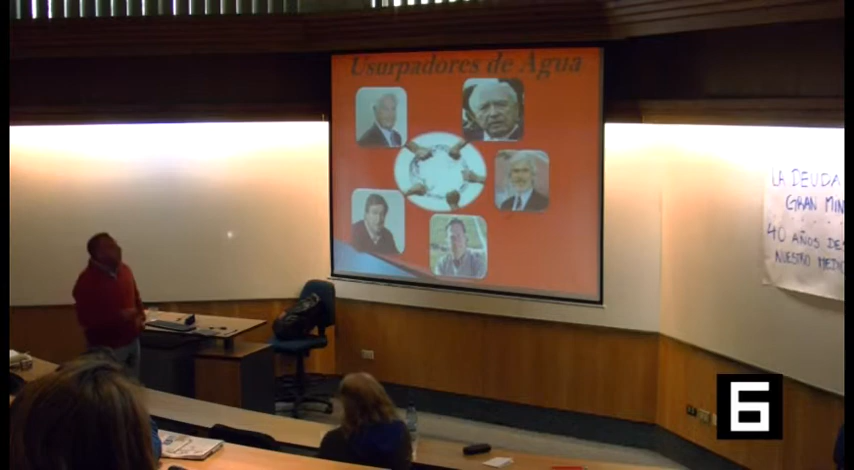 Usurpadores de Agua
LA DEUDA
GRAN MIN
40 AÑOS DE
NUESTRO MED
6